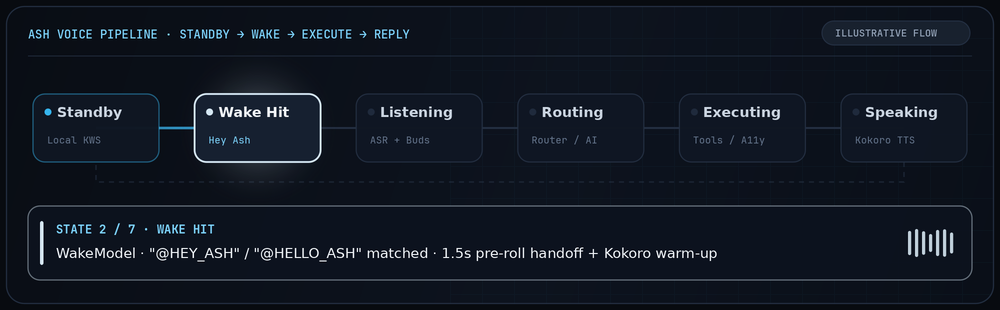 ASH VOICE PIPELINE · STANDBY → WAKE → EXECUTE → REPLY
ILLUSTRATIVE FLOW
Standby
Local KWS
Wake Hit
Hey Ash
Listening
ASR + Buds
Routing
Router / AI
Executing
Tools / A11y
Speaking
Kokoro TTS
STATE 2 / 7 · WAKE HIT
WakeModel · "@HEY_ASH" / "@HELLO_ASH" matched · 1.5s pre-roll handoff + Kokoro warm-up